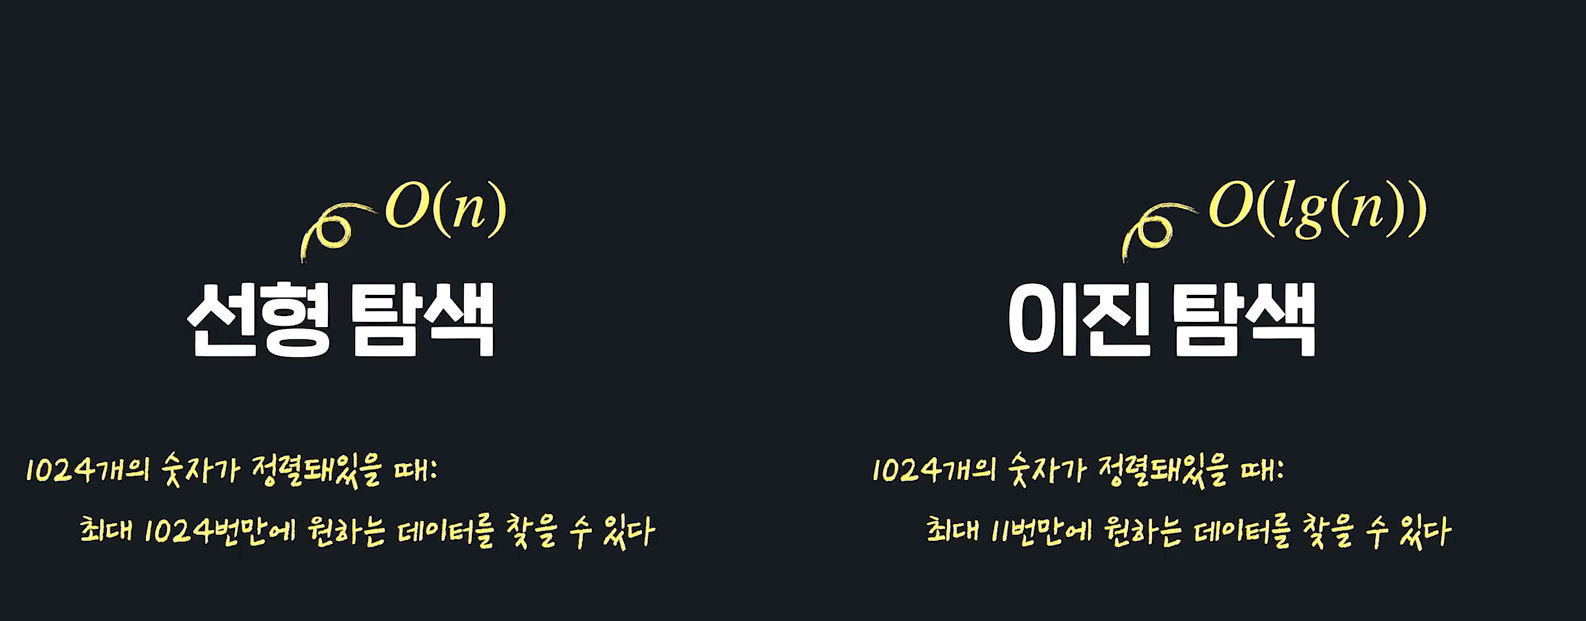 O(n)
선형 탐색
1024개의 숫자가 정렬돼있을 때:
최대 1024번만에 원하는 데이터를 찾을 수 있다
O(lg(n))
이진 탐색
1024개의 숫자가 정렬돼있을 때:
최대 11번만에 원하는 데이터를 찾을 수 있다